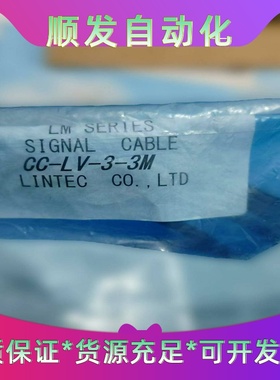 顺发自动化
LM SERIES
SIGNAL CABLE
CC-LV-3-3M
LINTEC CO.,LTD
质保证*货源充足*可开发